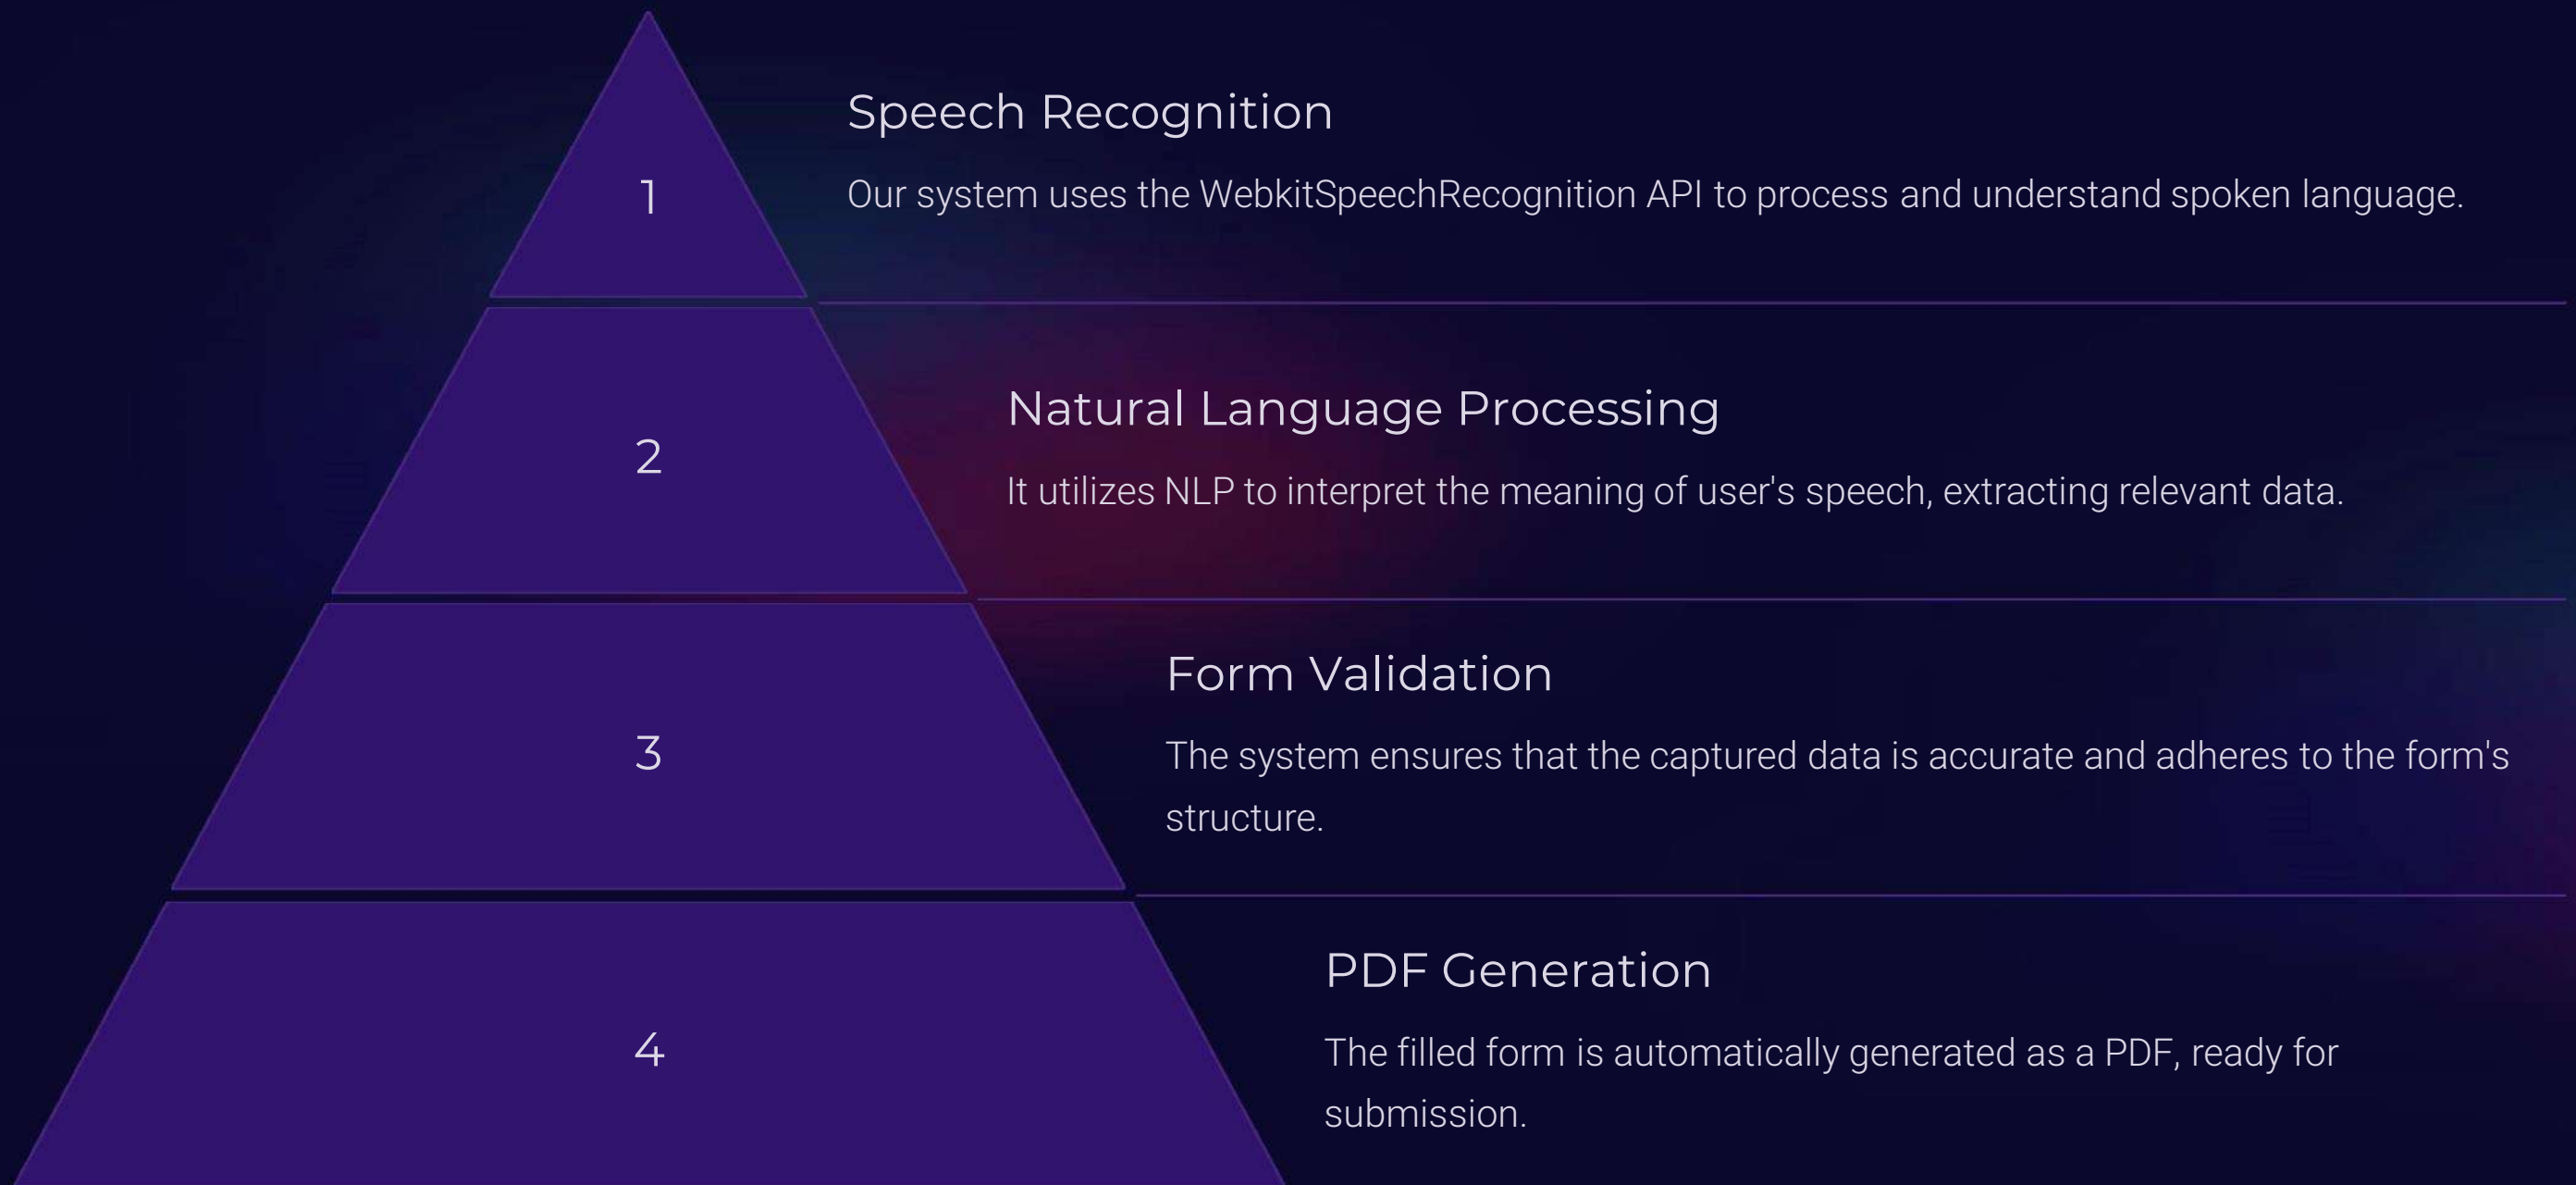 1
Speech Recognition
Our system uses the WebkitSpeechRecognition API to process and understand spoken language.
2
Natural Language Processing
It utilizes NLP to interpret the meaning of user's speech, extracting relevant data.
3
Form Validation
The system ensures that the captured data is accurate and adheres to the form's
structure.
4
PDF Generation
The filled form is automatically generated as a PDF, ready for
submission.